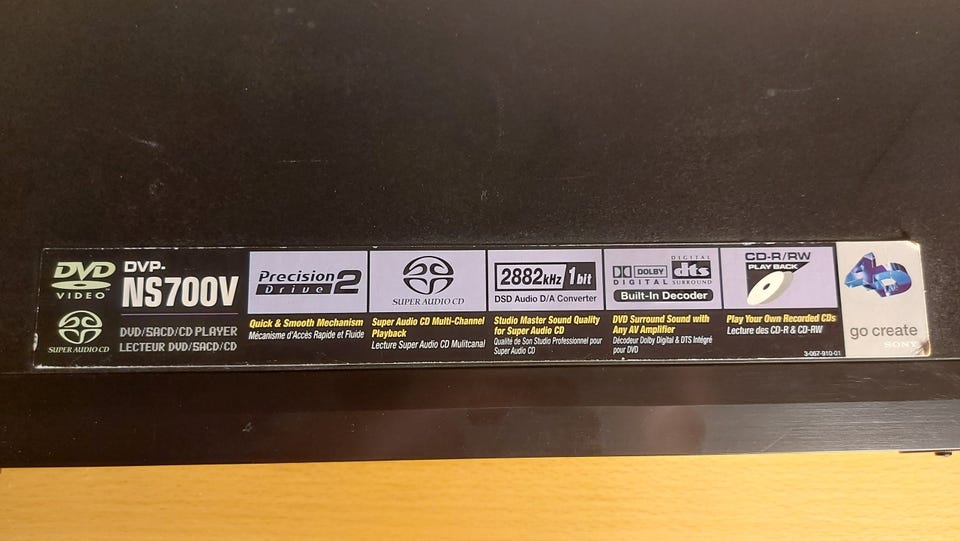 DVD
VIDEO
SUPER AUDIO CD
DVP-
NS700V
DVD/SACD/CD PLAYER
LECTEUR DVD/SACD/CD
Precision
Drive 2
Quick & Smooth Mechanism
Mécanisme d'Accès Rapide et Fluide
SUPER AUDIO CD
Super Audio CD Multi-Channel
Playback
Lecture Super Audio CD Mulitcanal
2882kHz 1bit
DSD Audio D/A Converter
Studio Master Sound Quality
for Super Audio CD
Qualité de Son Studio Professionnel pour
Super Audio CD
DOLBY
DIGITAL
DIGITAL
dts
SURROUND
Built-In Decoder
DVD Surround Sound with
Any AV Amplifier
Décodeur Dolby Digital & DTS Intégré
pour DVD
CD-R/RW
PLAY BACK
Play Your Own Recorded CDs
Lecture des CD-R & CD-RW
3-067-910-01
go create
SONY